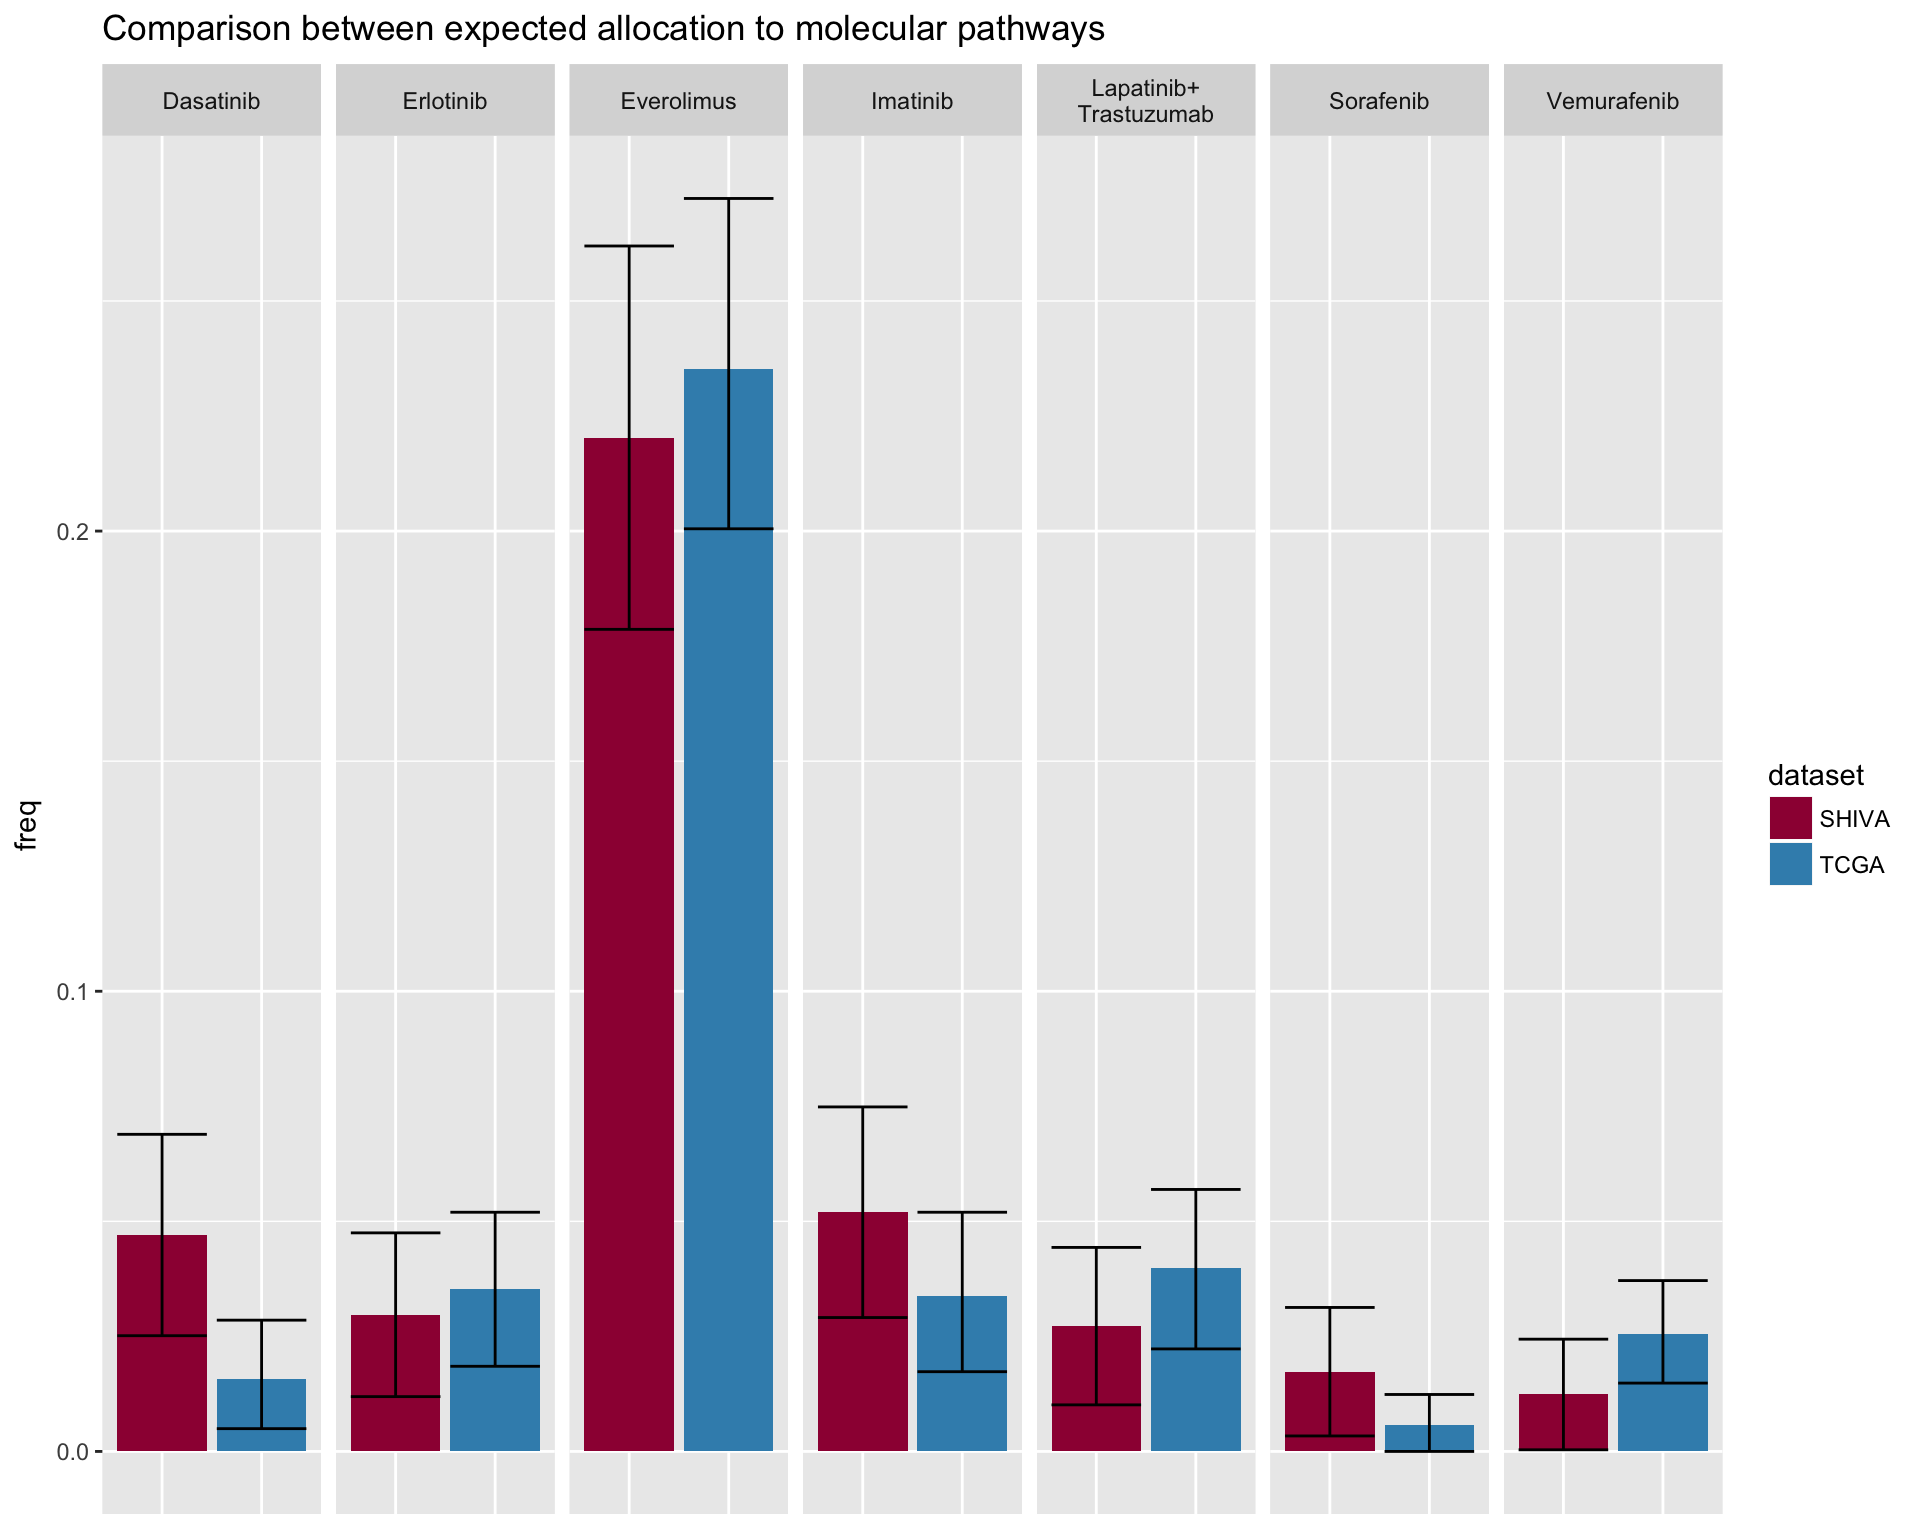 Comparison between expected allocation to molecular pathways
Dasatinib
Erlotinib
Everolimus
Imatinib
Lapatinib+
Trastuzumab
Sorafenib
Vemurafenib
0.2
0.1
0.0
freq
dataset
SHIVA
TCGA